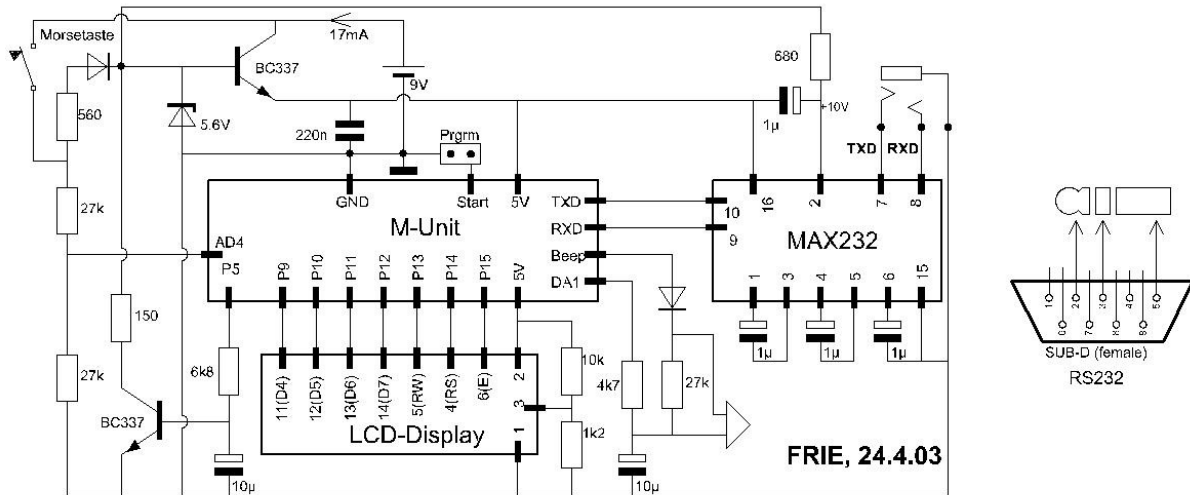 Morsetaste
17mA
BC337
9V
680
560
5.6V
220n
Prgrm
1µ
+10V
TXD
RXD
27k
GND
Start
5V
TXD
RXD
Beep
DA1
M-Unit
AD4
P5
P9
P10
P11
P12
P13
P14
P15
5V
16
2
7
8
10
9
MAX232
1
3
4
5
6
15
1µ
1µ
1µ
150
6k8
27k
BC337
10µ
11(D4)
12(D5)
13(D6)
14(D7)
5(RW)
4(RS)
6(E)
2
3
1
LCD-Display
10k
1k2
4k7
27k
10µ
FRIE, 24.4.03
1
2
3
4
5
6
7
8
9
SUB-D (female)
RS232